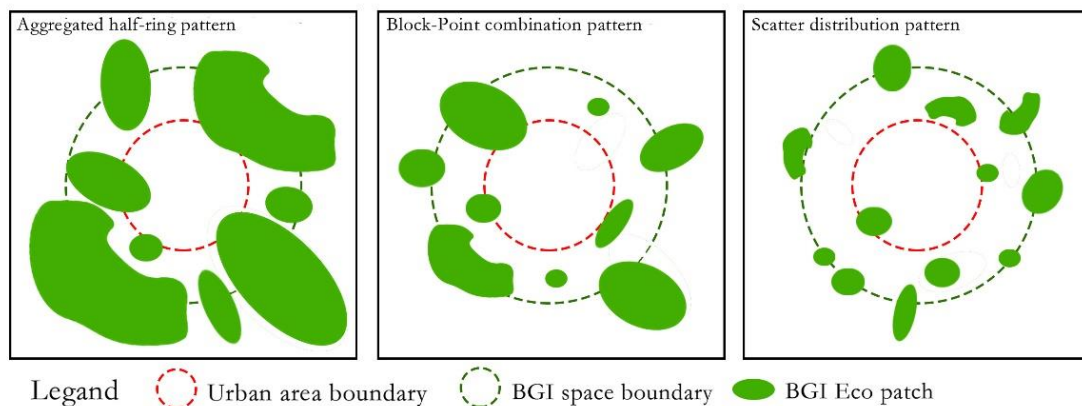 Aggregated half-ring pattern
Block-Point combination pattern
Scatter distribution pattern
Legand
Urban area boundary
BGI space boundary
BGI Eco patch